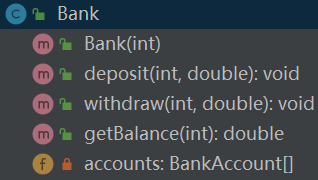 C Bank
m Bank(int)
m deposit(int, double): void
m withdraw(int, double): void
m getBalance(int): double
f accounts: BankAccount[]